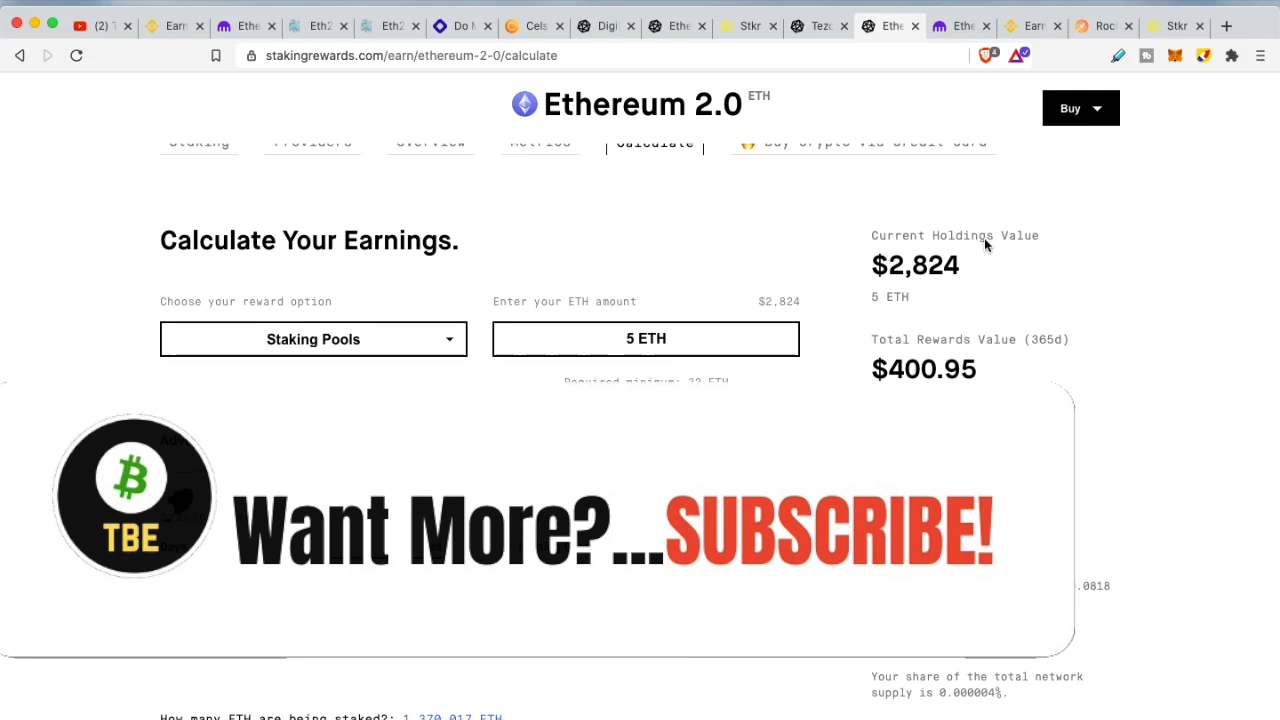 (2) T
Earn
Ethe
Eth2
Eth2
Do M
Cels
Digit
Ethe
Stkr
Tezo
Ethe
Ethe
Earn
Rock
Stkr
stakingrewards.com/earn/ethereum-2-0/calculate
4
Ethereum 2.0 ETH
Buy
Staking
Providers
Overview
Metrics
Calculate
Buy Crypto via Credit Card
Calculate Your Earnings.
Current Holdings Value
$2,824
5 ETH
Choose your reward option
Enter your ETH amount
$2,824
Staking Pools
5 ETH
Total Rewards Value (365d)
$400.95
Required minimum: 32 ETH
TBE
Want More?...SUBSCRIBE!
.0818
Your share of the total network
supply is 0.000004%.
How many ETH are being staked?: 1,370,017 ETH